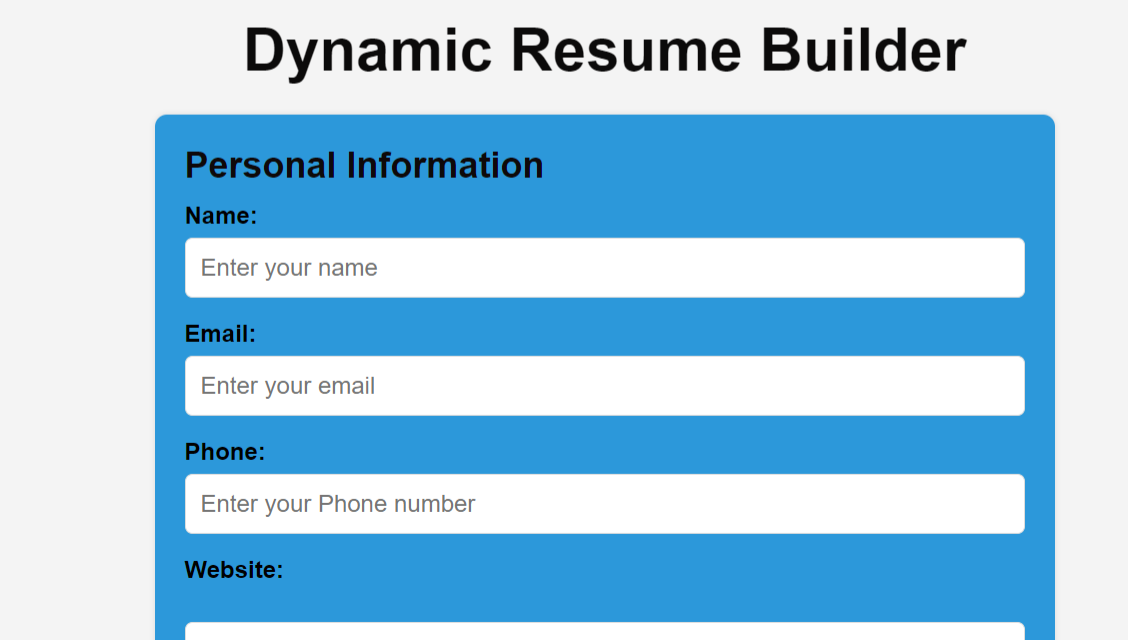 Dynamic Resume Builder
Personal Information
Name:
Enter your name
Email:
Enter your email
Phone:
Enter your Phone number
Website: